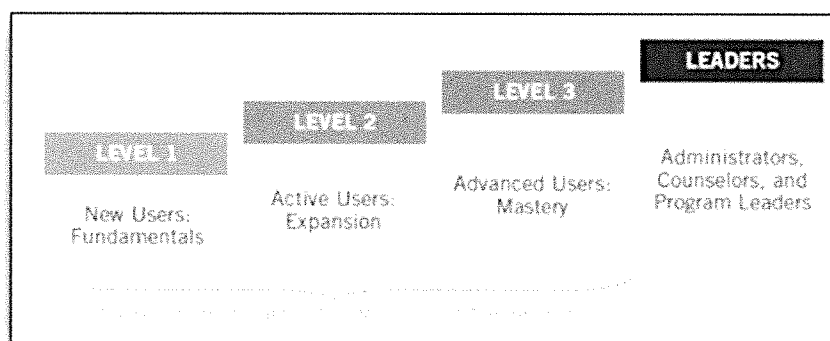 LEADERS
LEVEL 3
LEVEL 2
LEVEL 1
Administrators,
Counselors, and
Program Leaders
Advanced Users:
Mastery
Active Users:
Expansion
New Users:
Fundamentals